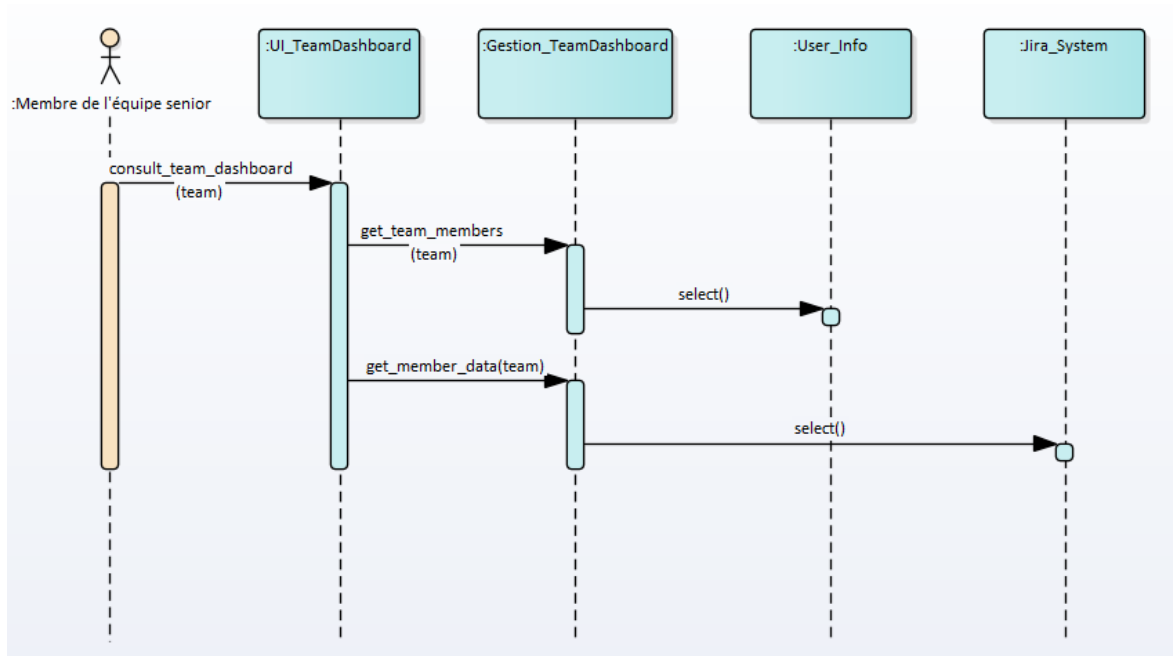 :UI_TeamDashboard
:Gestion_TeamDashboard
:User_Info
:Jira_System
:Membre de l'équipe senior
consult_team_dashboard
(team)
get_team_members
(team)
select()
get_member_data(team)
select()